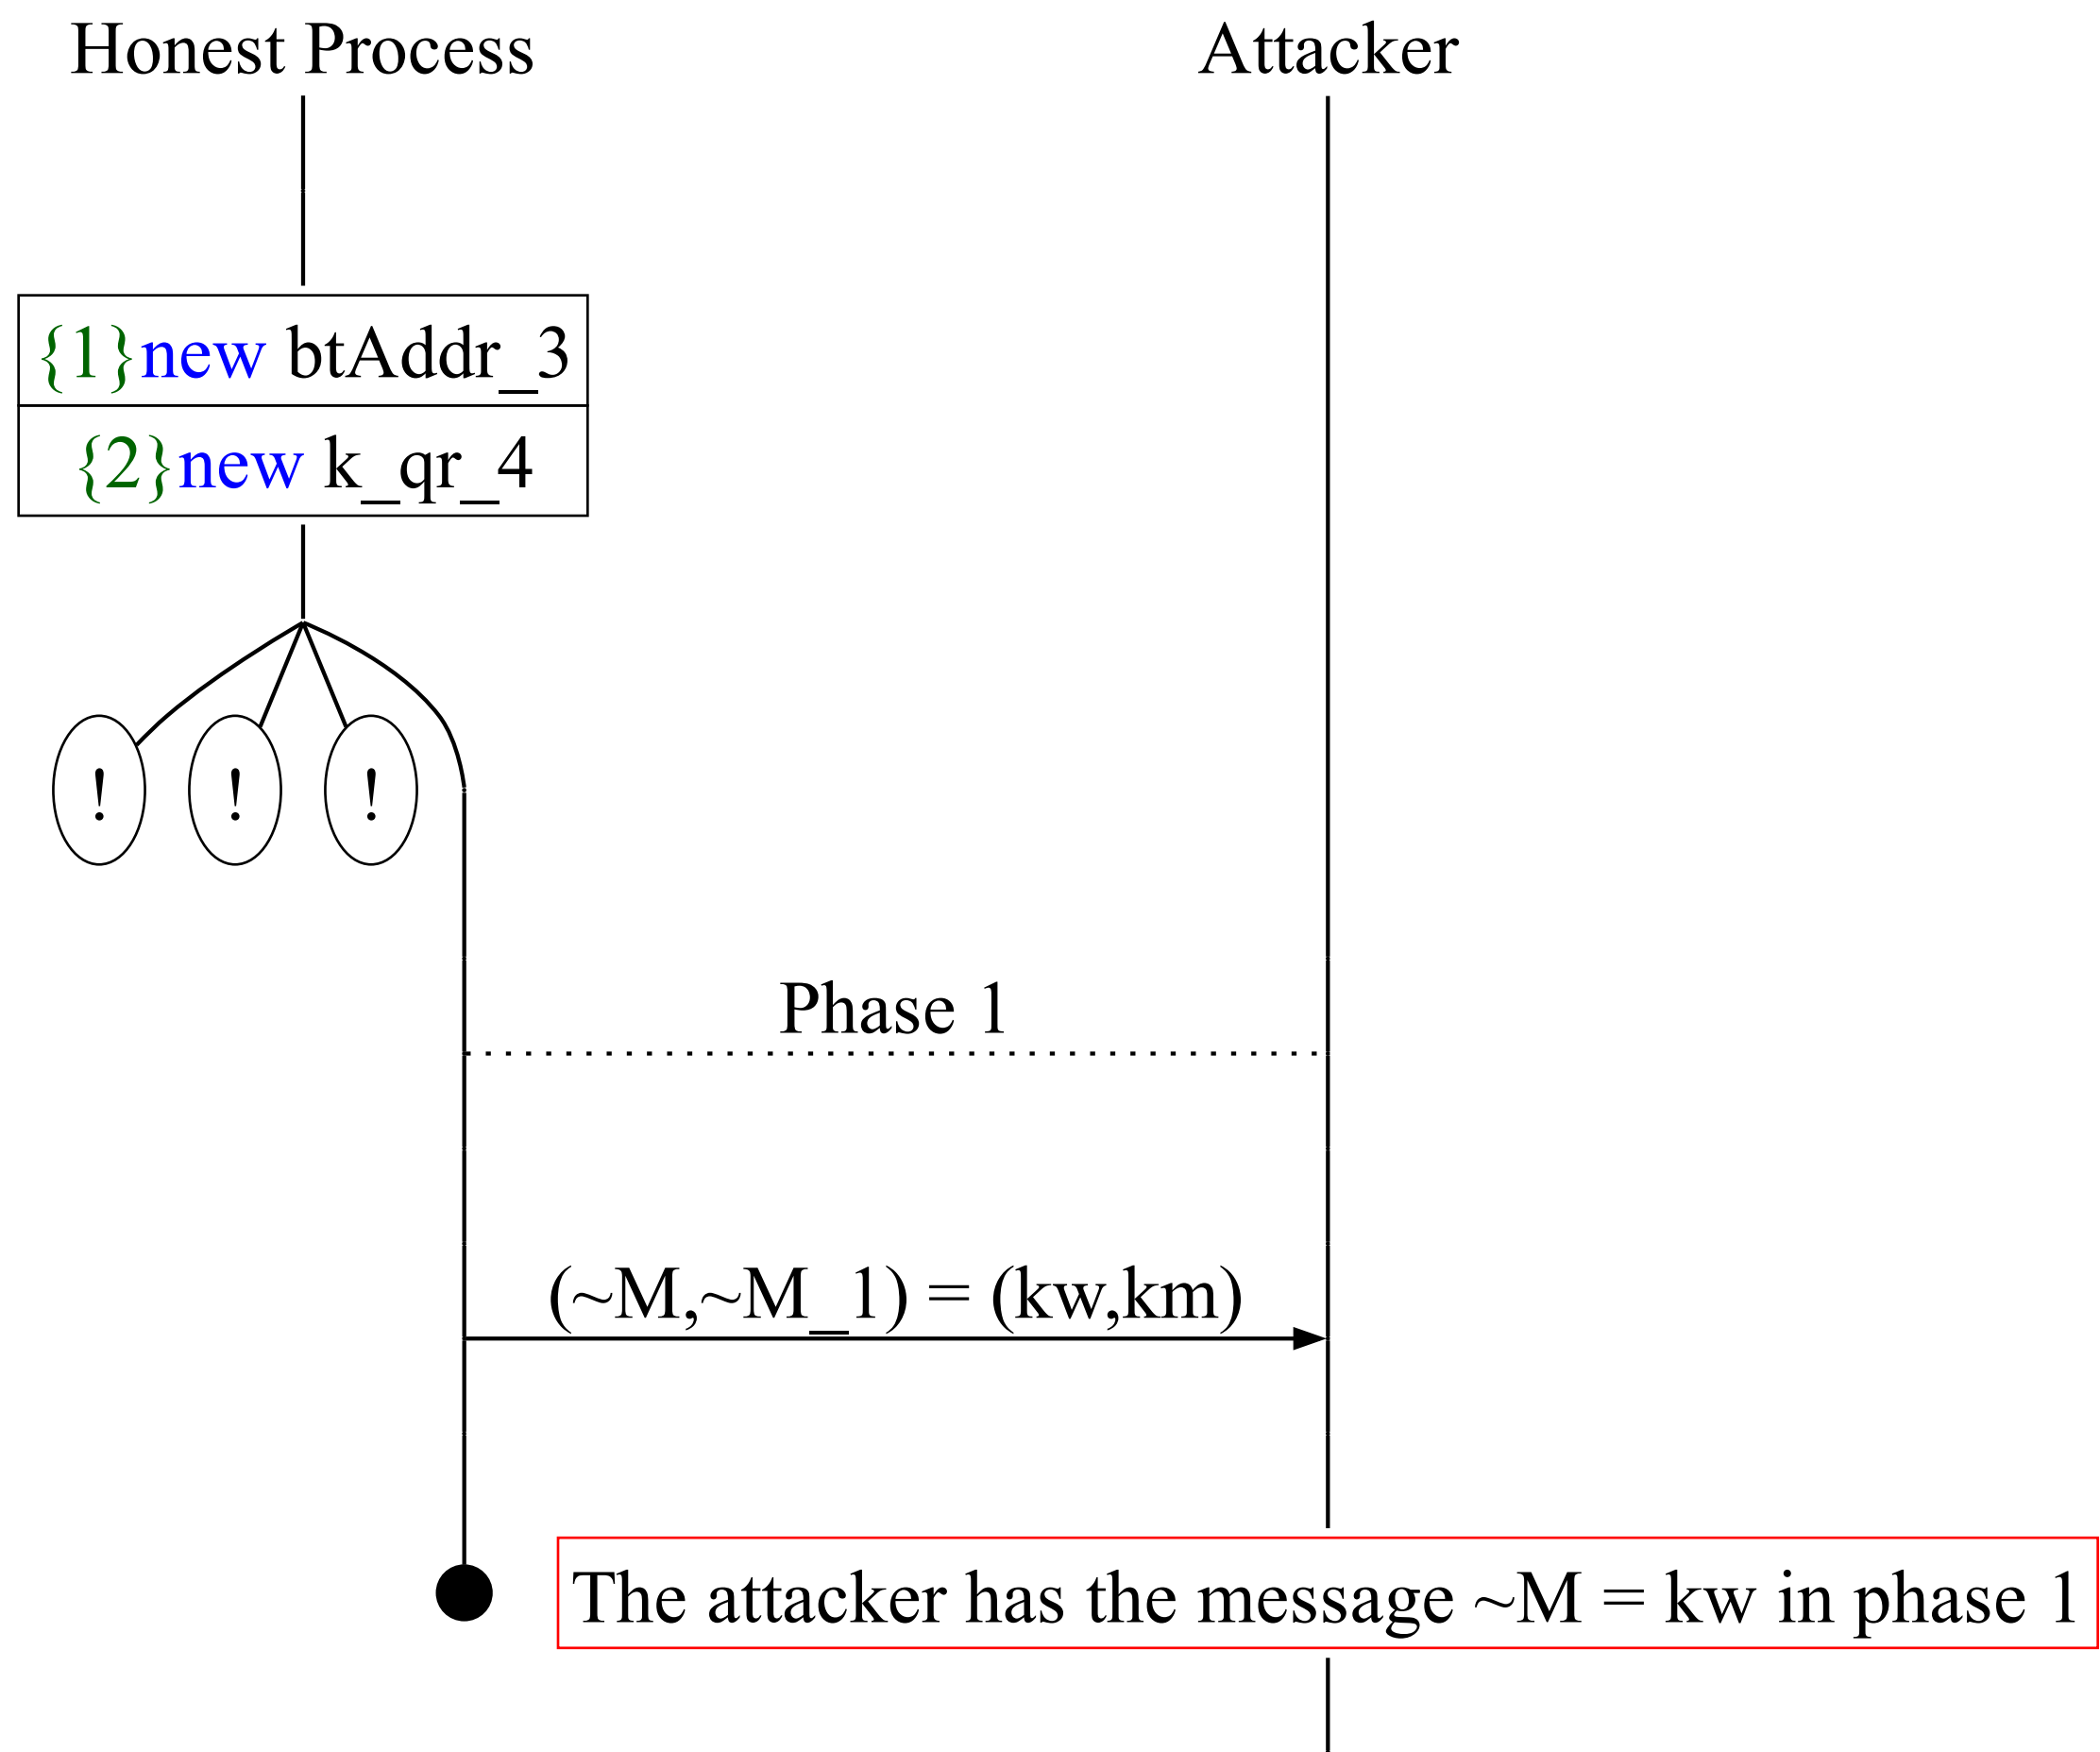 Honest Process
Attacker
{1}new btAddr_3
{2}new k_qr_4
! ! !
Phase 1
(~M,~M_1) = (kw,km)
The attacker has the message ~M = kw in phase 1